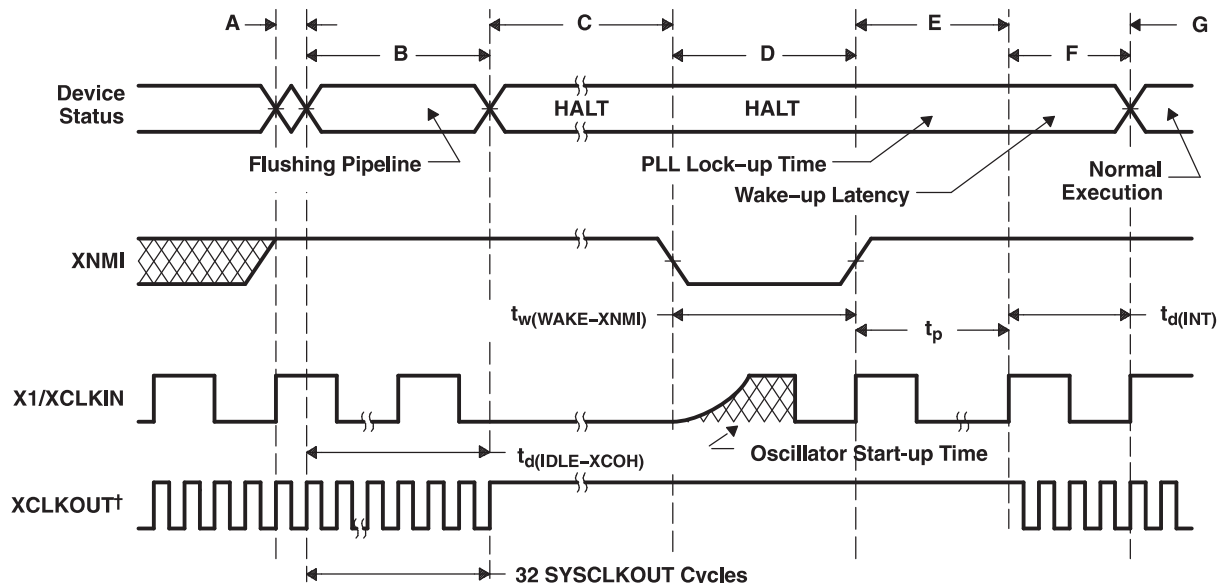 A
B
C
D
E
F
G
Device
Status
HALT
HALT
Flushing Pipeline
PLL Lock–up Time
Wake–up Latency
Normal
Execution
XNMI
tw(WAKE–XNMI)
tp
td(INT)
X1/XCLKIN
Oscillator Start-up Time
td(IDLE–XCOH)
XCLKOUT†
32 SYSCLKOUT Cycles